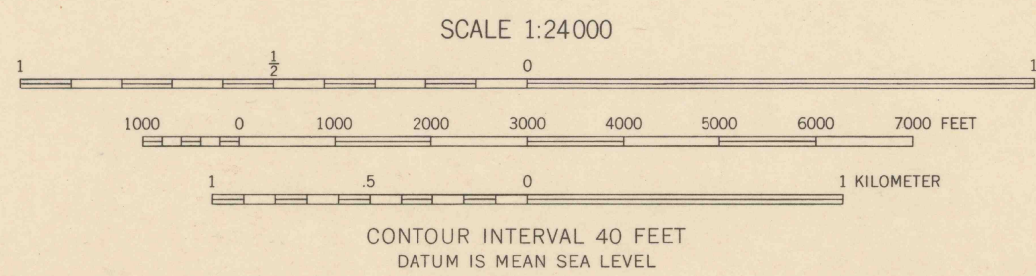 SCALE 1:24000
1 1/2 0 1
1000 0 1000 2000 3000 4000 5000 6000 7000 FEET
1 .5 0 1 KILOMETER
CONTOUR INTERVAL 40 FEET
DATUM IS MEAN SEA LEVEL